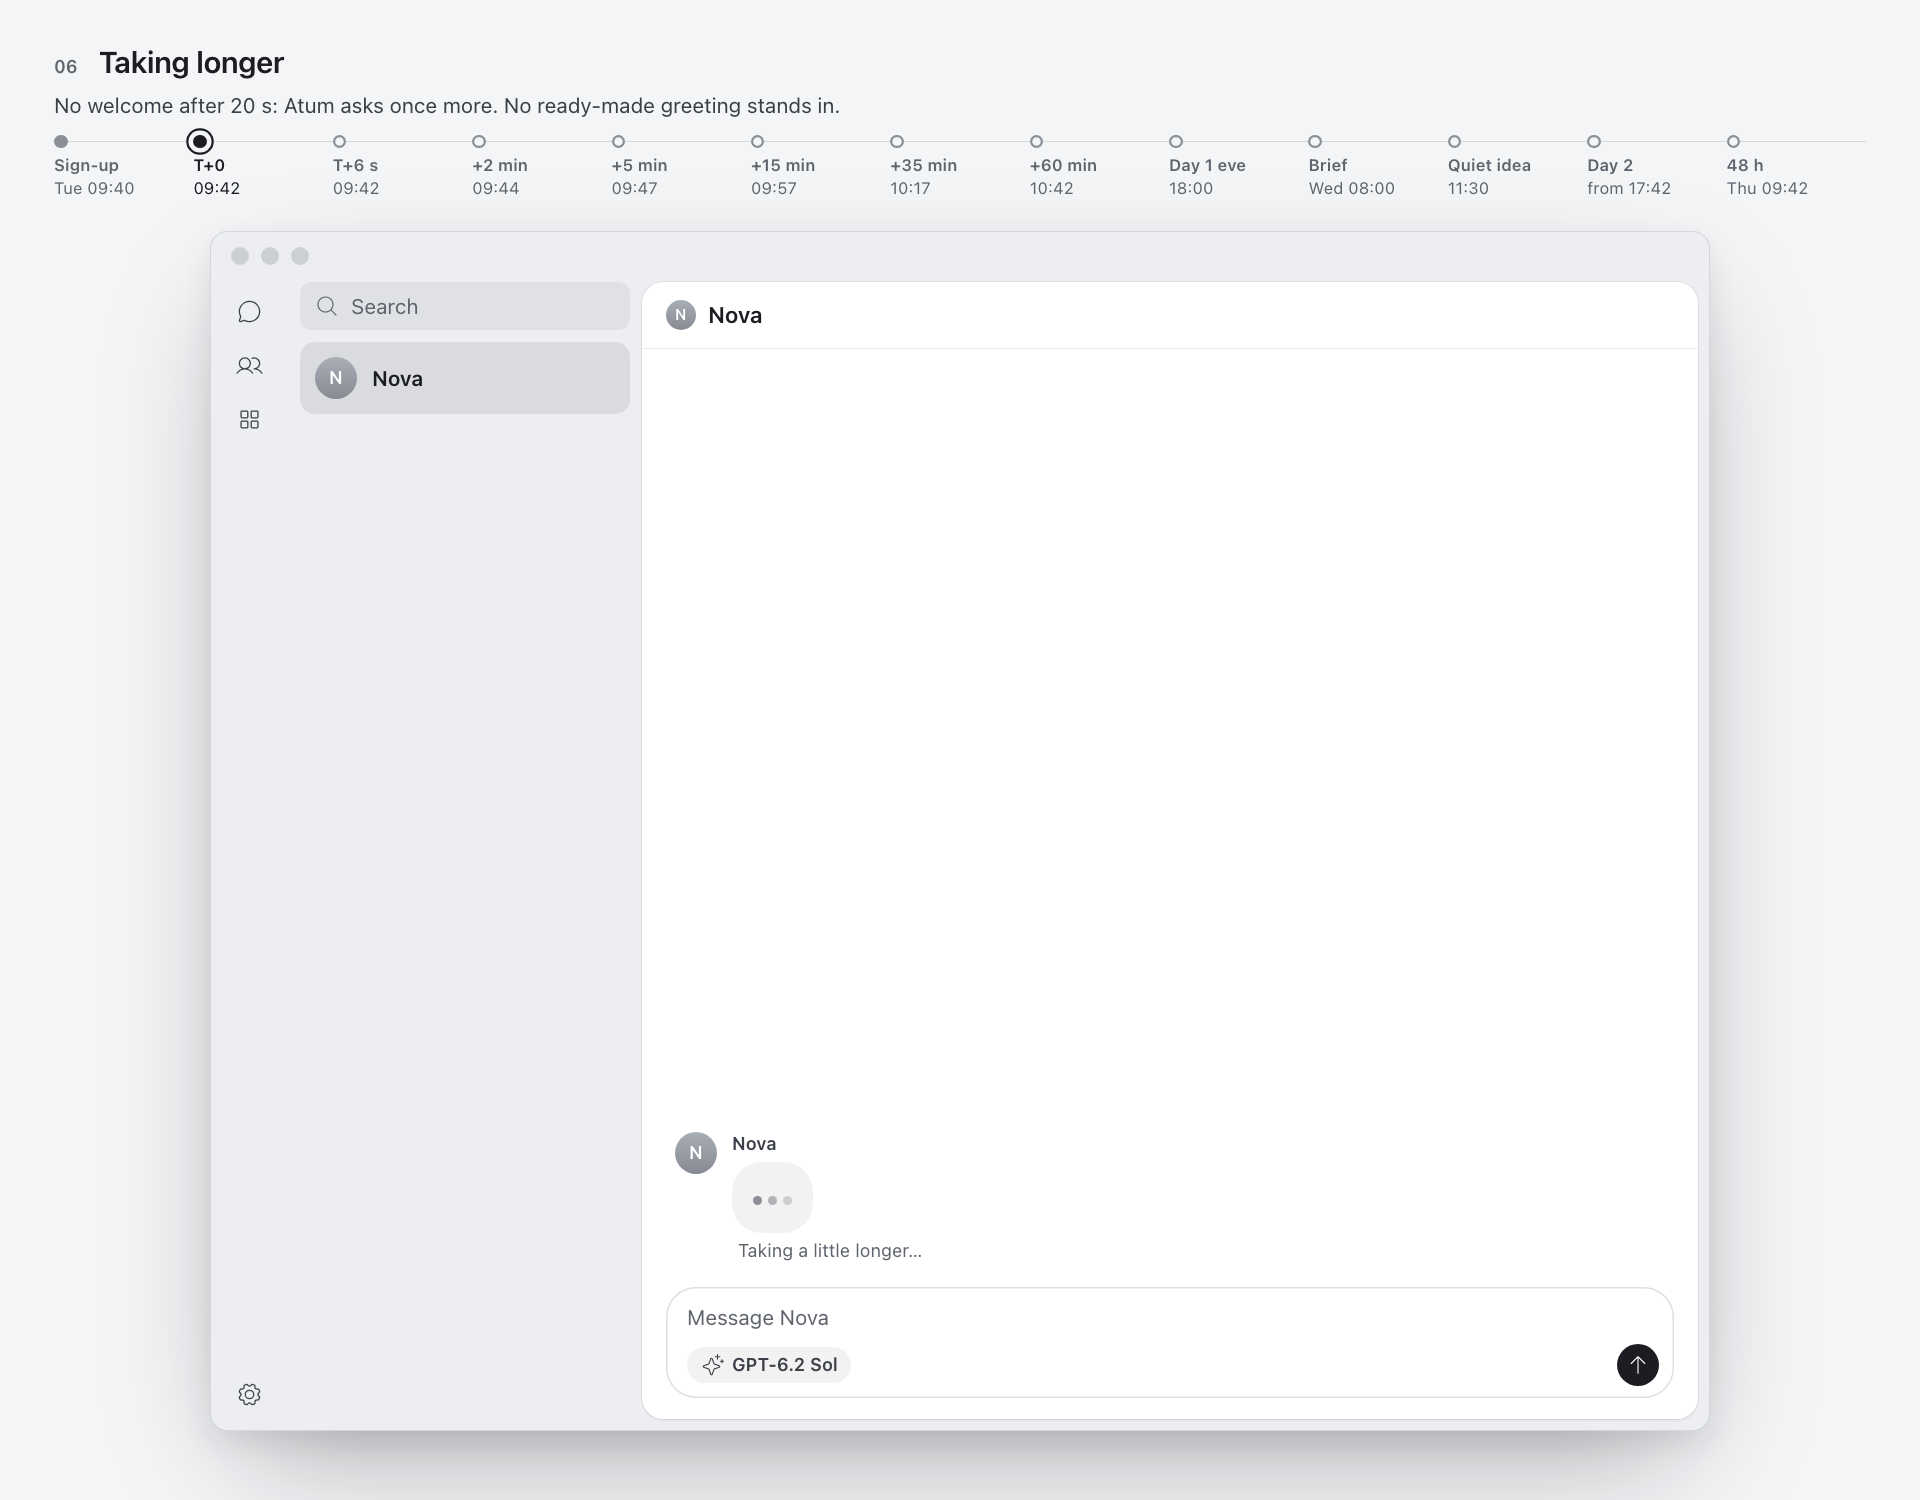 06 Taking longer
No welcome after 20 s: Atum asks once more. No ready-made greeting stands in.
Sign-up T+0 T+6 s +2 min +5 min +15 min +35 min +60 min Day 1 eve Brief Quiet idea Day 2 48 h
Tue 09:40 09:42 09:42 09:44 09:47 09:57 10:17 10:42 18:00 Wed 08:00 11:30 from 17:42 Thu 09:42
Search
N Nova
N Nova
N Nova
Taking a little longer...
Message Nova
GPT-6.2 Sol